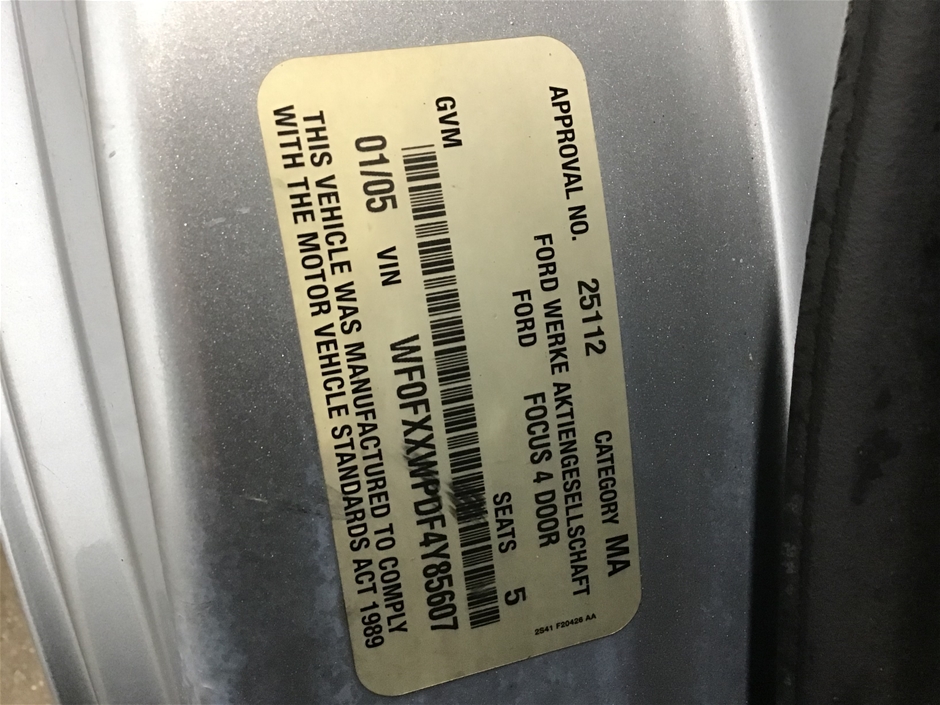 APPROVAL NO. 25112 CATEGORY MA
FORD WERKE AKTIENGESELLSCHAFT
FORD FOCUS 4 DOOR
SEATS 5
GVM
01/05 VIN WF0FXXWPDF4Y85607
THIS VEHICLE WAS MANUFACTURED TO COMPLY
WITH THE MOTOR VEHICLE STANDARDS ACT 1989
2S41 F20426 AA